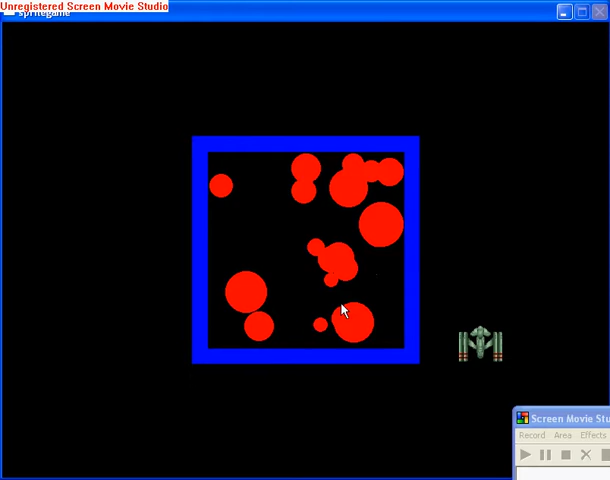 Unregistered Screen Movie Studio
spritegame
Screen Movie Stu
Record Area Effects